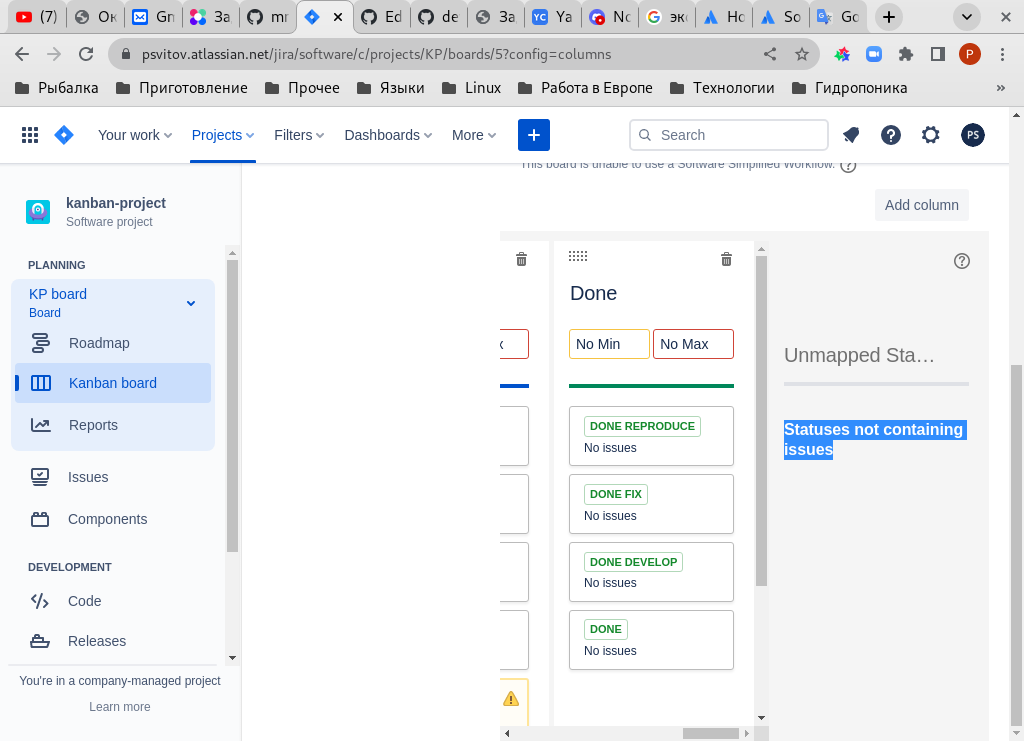 (7)
Ок
Gm
За
mr
Ed
de
За
YC
Ya
No
G
экс
Но
So
Go
psvitov.atlassian.net/jira/software/c/projects/KP/boards/5?config=columns
P
Рыбалка
Приготовление
Прочее
Языки
Linux
Работа в Европе
Технологии
Гидропоника
»
Your work
Projects
Filters
Dashboards
More
+
Search
PS
This board is unable to use a Software Simplified Workflow.
Add column
kanban-project
Software project
PLANNING
KP board
Board
Roadmap
Kanban board
Reports
Issues
Components
DEVELOPMENT
Code
Releases
You're in a company-managed project
Learn more
Done
No Min
No Max
DONE REPRODUCE
No issues
DONE FIX
No issues
DONE DEVELOP
No issues
DONE
No issues
Unmapped Sta…
Statuses not containing
issues